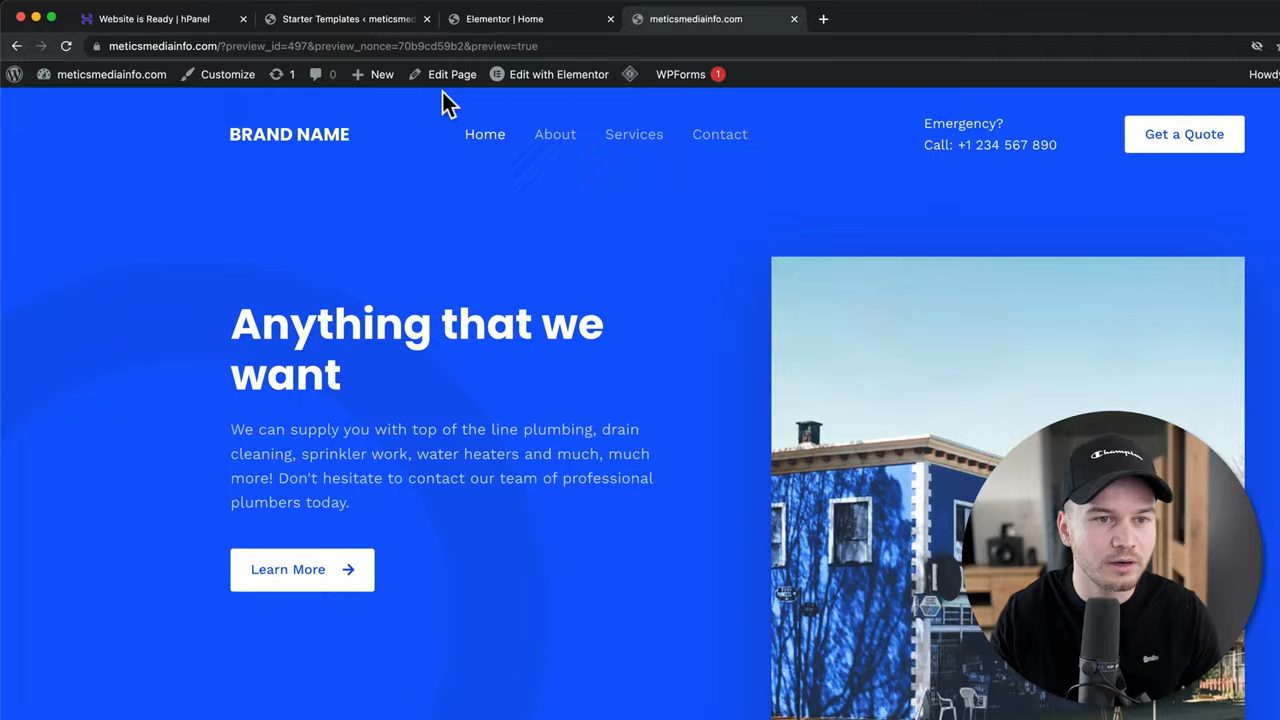 Website is Ready | hPanel
Starter Templates ‹ meticsmed
Elementor | Home
meticsmediainfo.com
meticsmediainfo.com/?preview_id=497&preview_nonce=70b9cd59b2&preview=true
meticsmediainfo.com
Customize
1
0
New
Edit Page
Edit with Elementor
WPForms 1
Howdy
BRAND NAME
Home
About
Services
Contact
Emergency?
Call: +1 234 567 890
Get a Quote
Anything that we
want
We can supply you with top of the line plumbing, drain
cleaning, sprinkler work, water heaters and much, much
more! Don't hesitate to contact our team of professional
plumbers today.
Learn More
Champion